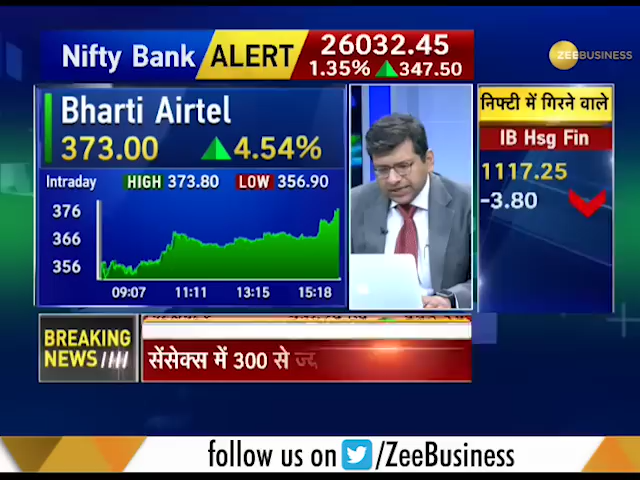 Nifty Bank ALERT 26032.45
1.35% 347.50
ZEEBUSINESS
Bharti Airtel
373.00 4.54%
Intraday HIGH 373.80 LOW 356.90
376
366
356
09:07 11:11 13:15 15:18
निफ्टी में गिरने वाले
IB Hsg Fin
1117.25
-3.80
BREAKING
NEWS
सेंसेक्स में 300 से
follow us on /ZeeBusiness